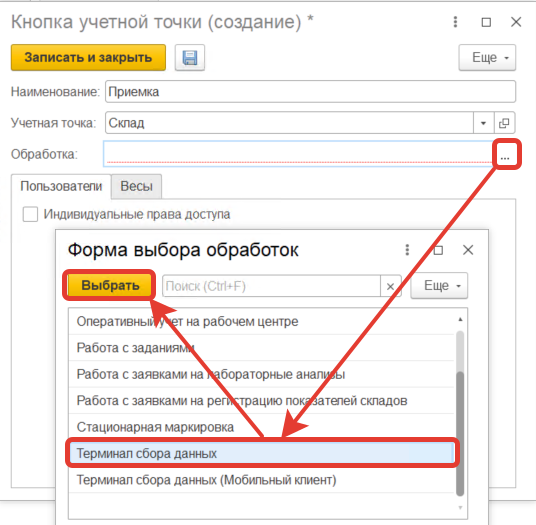 Кнопка учетной точки (создание) *
Записать и закрыть
Еще
Наименование: Приемка
Учетная точка: Склад
Обработка: ...
Пользователи Весы
Индивидуальные права доступа
Форма выбора обработок
Выбрать Поиск (Ctrl+F) Еще
Оперативный учет на рабочем центре
Работа с заданиями
Работа с заявками на лабораторные анализы
Работа с заявками на регистрацию показателей складов
Стационарная маркировка
Терминал сбора данных
Терминал сбора данных (Мобильный клиент)